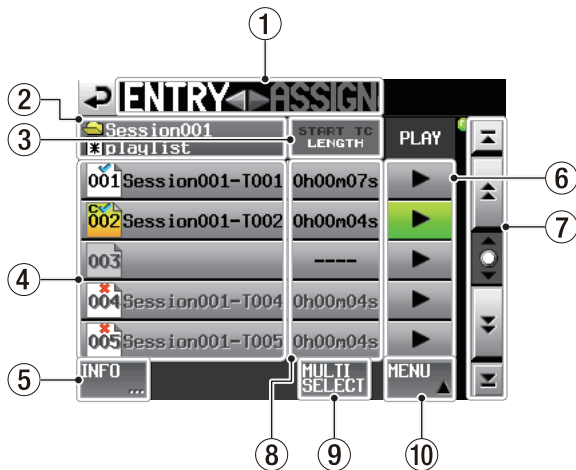 1
ENTRY ASSIGN
2
Session001
*playlist
3
START TC
LENGTH
PLAY
001 Session001-T001 0h00m07s
6
7
C
002 Session001-T002 0h00m04s
003 ----
4
004 Session001-T004 0h00m04s
005 Session001-T005 0h00m04s
5
INFO
...
MULTI
SELECT
MENU
8
9
10